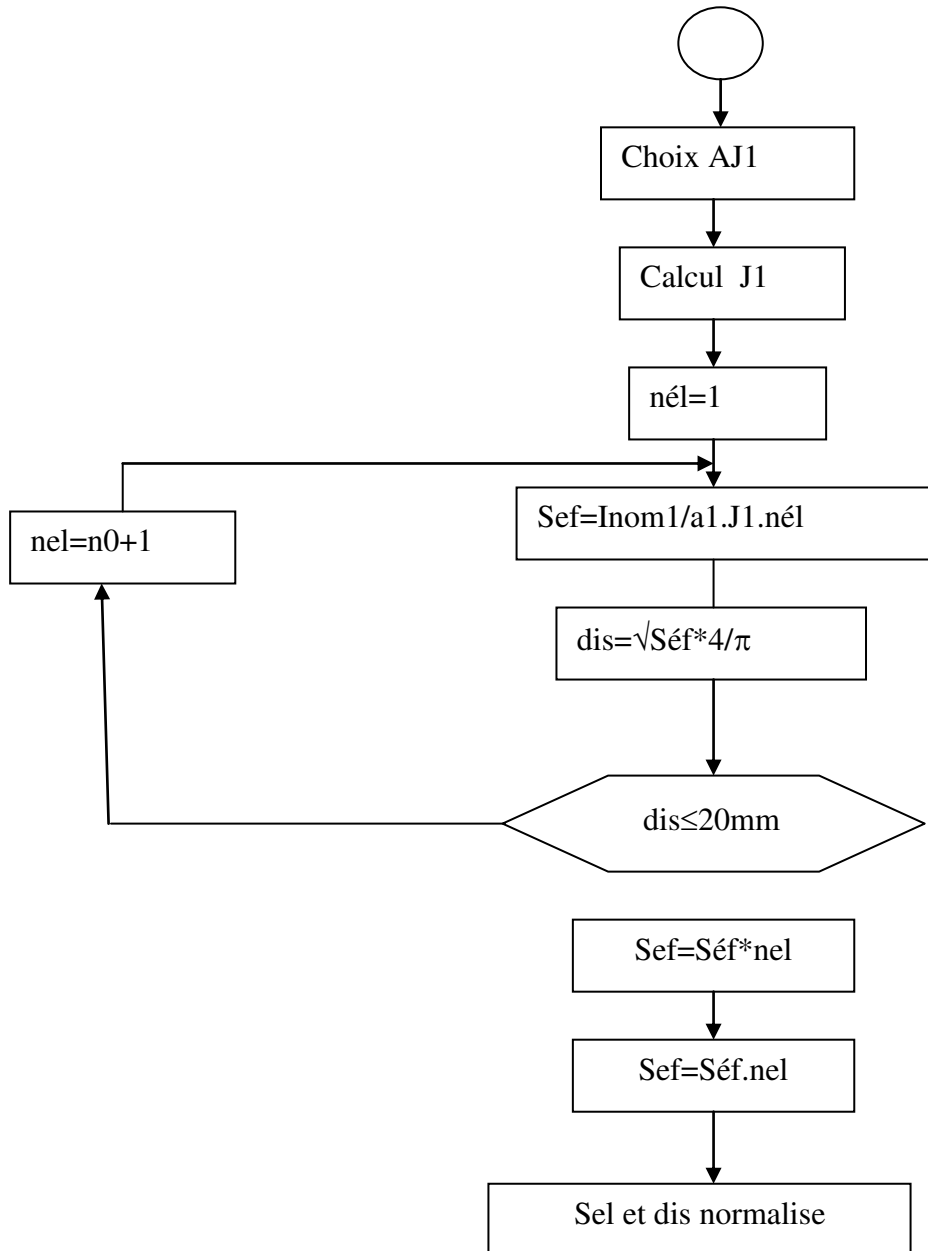 Choix AJ1
Calcul J1
nél=1
Sef=Inom1/a1.J1.nél
nel=n0+1
dis=√Séf*4/π
dis≤20mm
Sef=Séf*nel
Sef=Séf.nel
Sel et dis normalise